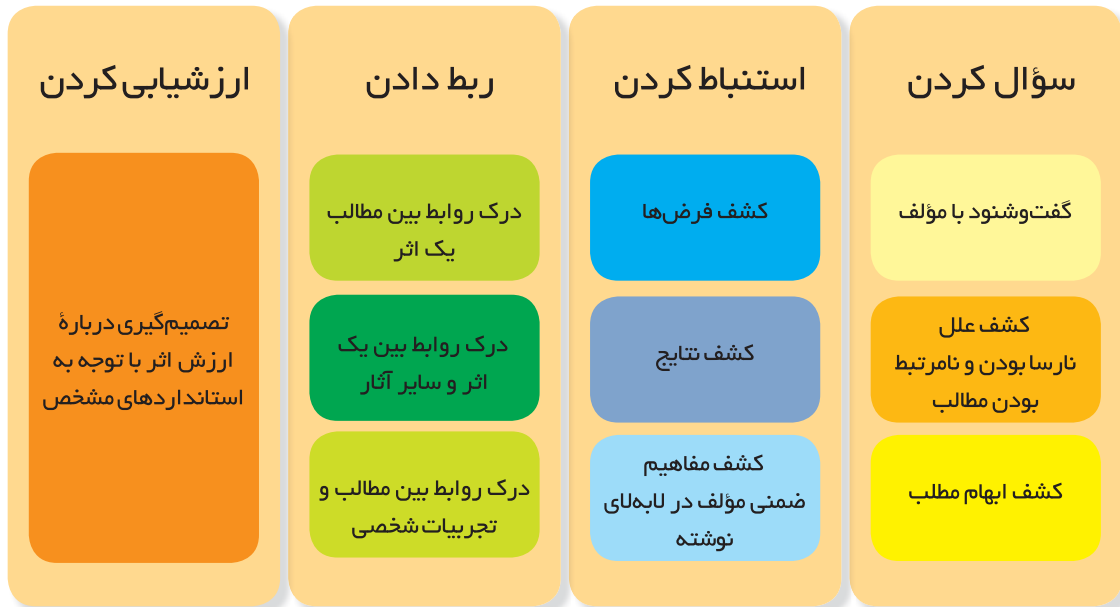 سؤال کردن
گفت‌وشنود با مؤلف
کشف علل
نارسا بودن و نامرتبط
بودن مطالب
کشف ابهام مطلب
استنباط کردن
کشف فرض‌ها
کشف نتایج
کشف مفاهیم
ضمنی مؤلف در لابه‌لای
نوشته
ربط دادن
درک روابط بین مطالب
یک اثر
درک روابط بین یک
اثر و سایر آثار
درک روابط بین مطالب و
تجربیات شخصی
ارزشیابی کردن
تصمیم‌گیری دربارهٔ
ارزش اثر با توجه به
استانداردهای مشخص